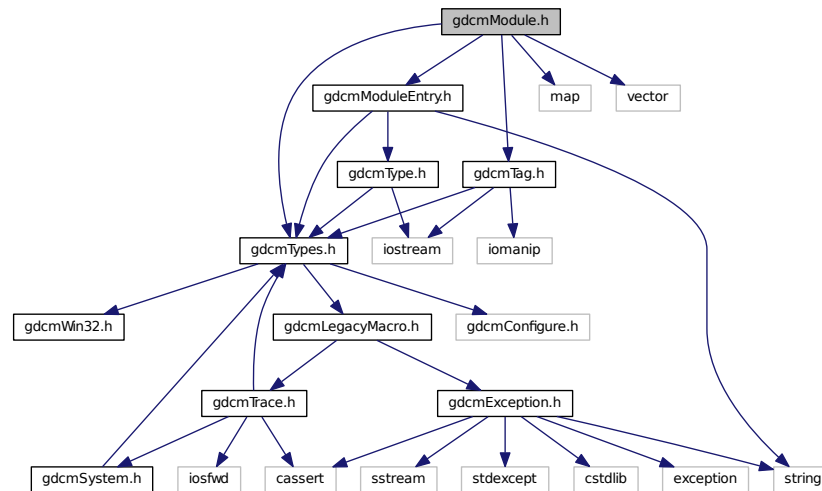 gdcmModule.h
gdcmModuleEntry.h
map
vector
gdcmType.h
gdcmTag.h
gdcmTypes.h
iostream
iomanip
gdcmWin32.h
gdcmLegacyMacro.h
gdcmConfigure.h
gdcmTrace.h
gdcmException.h
gdcmSystem.h
iosfwd
cassert
sstream
stdexcept
cstdlib
exception
string